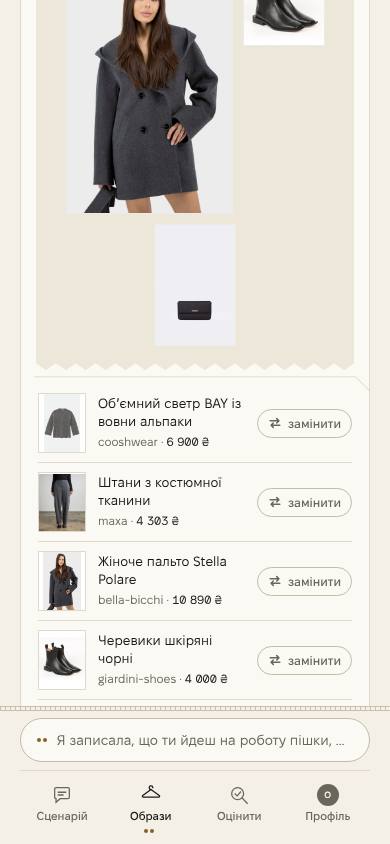 Об'ємний светр BAY із
вовни альпаки
cooshwear · 6 900 ₴
замінити
Штани з костюмної
тканини
maxa · 4 303 ₴
замінити
Жіноче пальто Stella
Polare
bella-bicchi · 10 890 ₴
замінити
Черевики шкіряні
чорні
giardini-shoes · 4 000 ₴
замінити
Я записала, що ти йдеш на роботу пішки, ...
Сценарій
Образи
Оцінити
О
Профіль